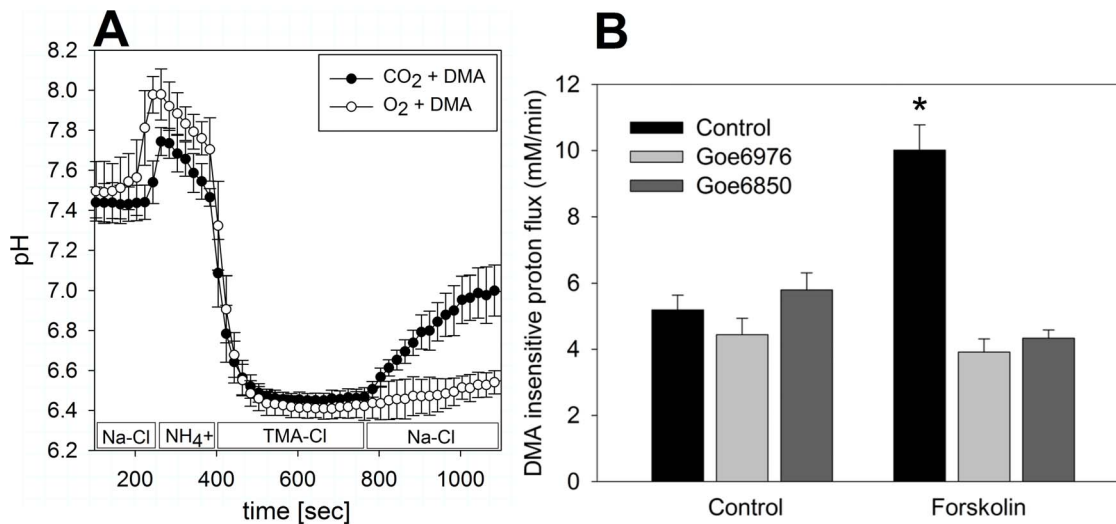 A
8.2
8.0
7.8
7.6
7.4
7.2
7.0
6.8
6.6
6.4
6.2
pH
CO2 + DMA
O2 + DMA
Na-Cl NH4+ TMA-Cl Na-Cl
200 400 600 800 1000
time [sec]
B
12
10
8
6
4
2
0
DMA insensitive proton flux (mM/min)
Control
Goe6976
Goe6850
*
Control Forskolin